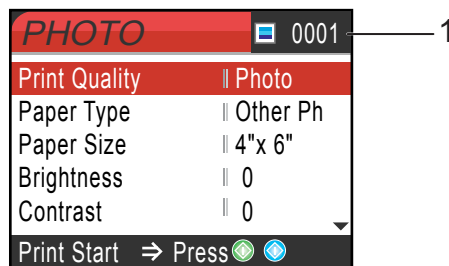 PHOTO 0001 1
Print Quality Photo
Paper Type Other Ph
Paper Size 4"x 6"
Brightness 0
Contrast 0
Print Start ⇒ Press